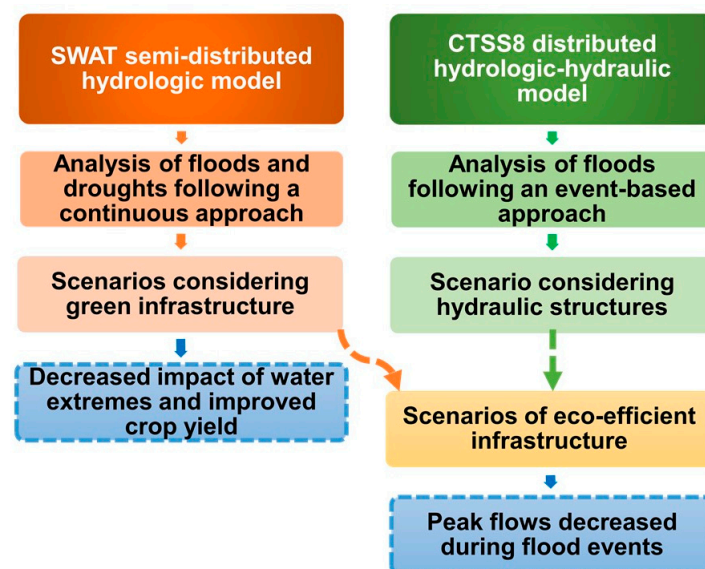 SWAT semi-distributed
hydrologic model
CTSS8 distributed
hydrologic-hydraulic
model
Analysis of floods and
droughts following a
continuous approach
Analysis of floods
following an event-based
approach
Scenarios considering
green infrastructure
Scenario considering
hydraulic structures
Decreased impact of water
extremes and improved
crop yield
Scenarios of eco-efficient
infrastructure
Peak flows decreased
during flood events